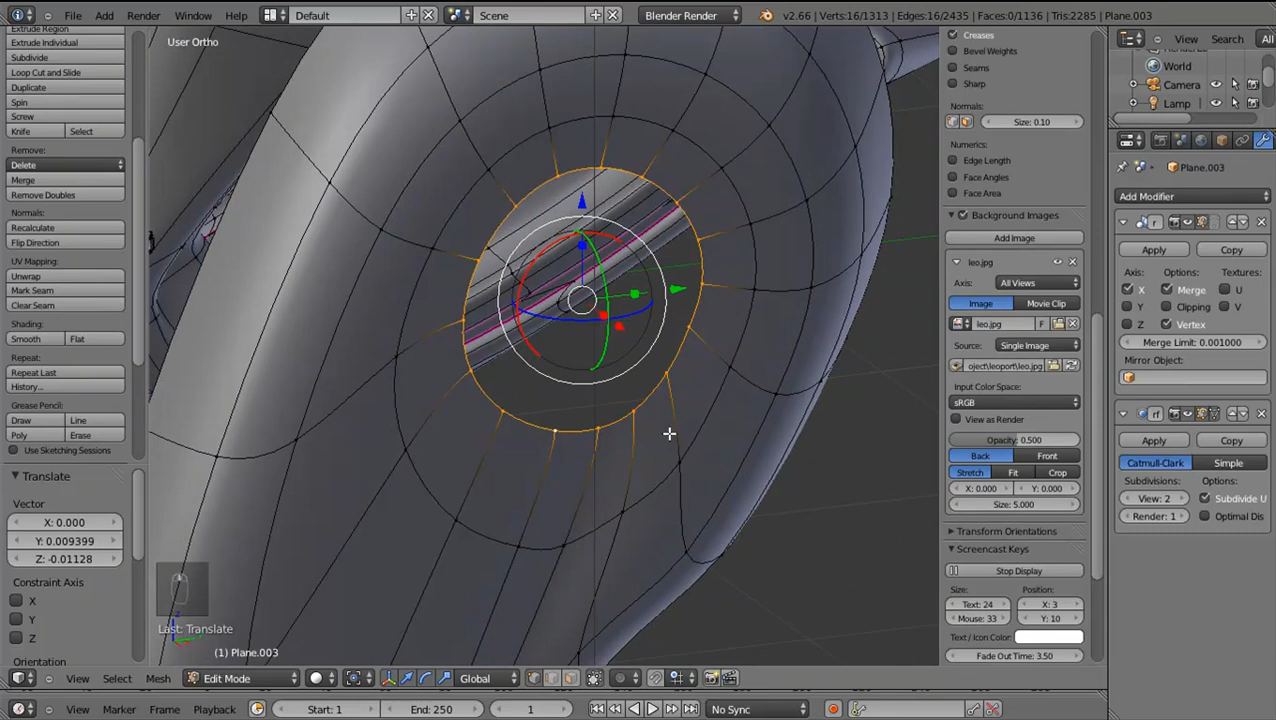 File Add Render Window Help Default Scene Blender Render v2.66 | Verts:16/1313 | Edges:16/2435 | Faces:0/1136 | Tris:2285 | Plane.003
User Ortho
Extrude Region
Extrude Individual
Subdivide
Loop Cut and Slide
Duplicate
Spin
Screw
Knife Select
Remove:
Delete
Merge
Remove Doubles
Normals:
Recalculate
Flip Direction
UV Mapping:
Unwrap
Mark Seam
Clear Seam
Shading:
Smooth Flat
Repeat:
Repeat Last
History...
Grease Pencil:
Draw Line
Poly Erase
Use Sketching Sessions
Translate
Vector
X: 0.000
Y: 0.009399
Z: -0.01128
Constraint Axis
X
Y
Z
Orientation
Last: Translate
(1) Plane.003
Creases
Bevel Weights
Seams
Sharp
Normals:
Size: 0.10
Numerics:
Edge Length
Face Angles
Face Area
Background Images
Add Image
leo.jpg
Axis: All Views
Image Movie Clip
leo.jpg F
Source: Single Image
oject\leoport\leo.jpg
Input Color Space:
sRGB
View as Render
Opacity: 0.500
Back Front
Stretch Fit Crop
X: 0.000 Y: 0.000
Size: 5.000
Transform Orientations
Screencast Keys
Stop Display
Size: Position:
Text: 24 X: 3
Mouse: 33 Y: 10
Text / Icon Color:
Fade Out Time: 3.50
View Search All
World
Camera
Lamp
Plane.003
Add Modifier
Apply Copy
Axis: Options: Textures:
X Merge U
Y Clipping V
Z Vertex
Merge Limit: 0.001000
Mirror Object:
Apply Copy
Catmull-Clark Simple
Subdivisions: Options:
View: 2 Subdivide U
Render: 1 Optimal Dis
View Select Mesh Edit Mode Global
View Marker Frame Playback Start: 1 End: 250 1 No Sync